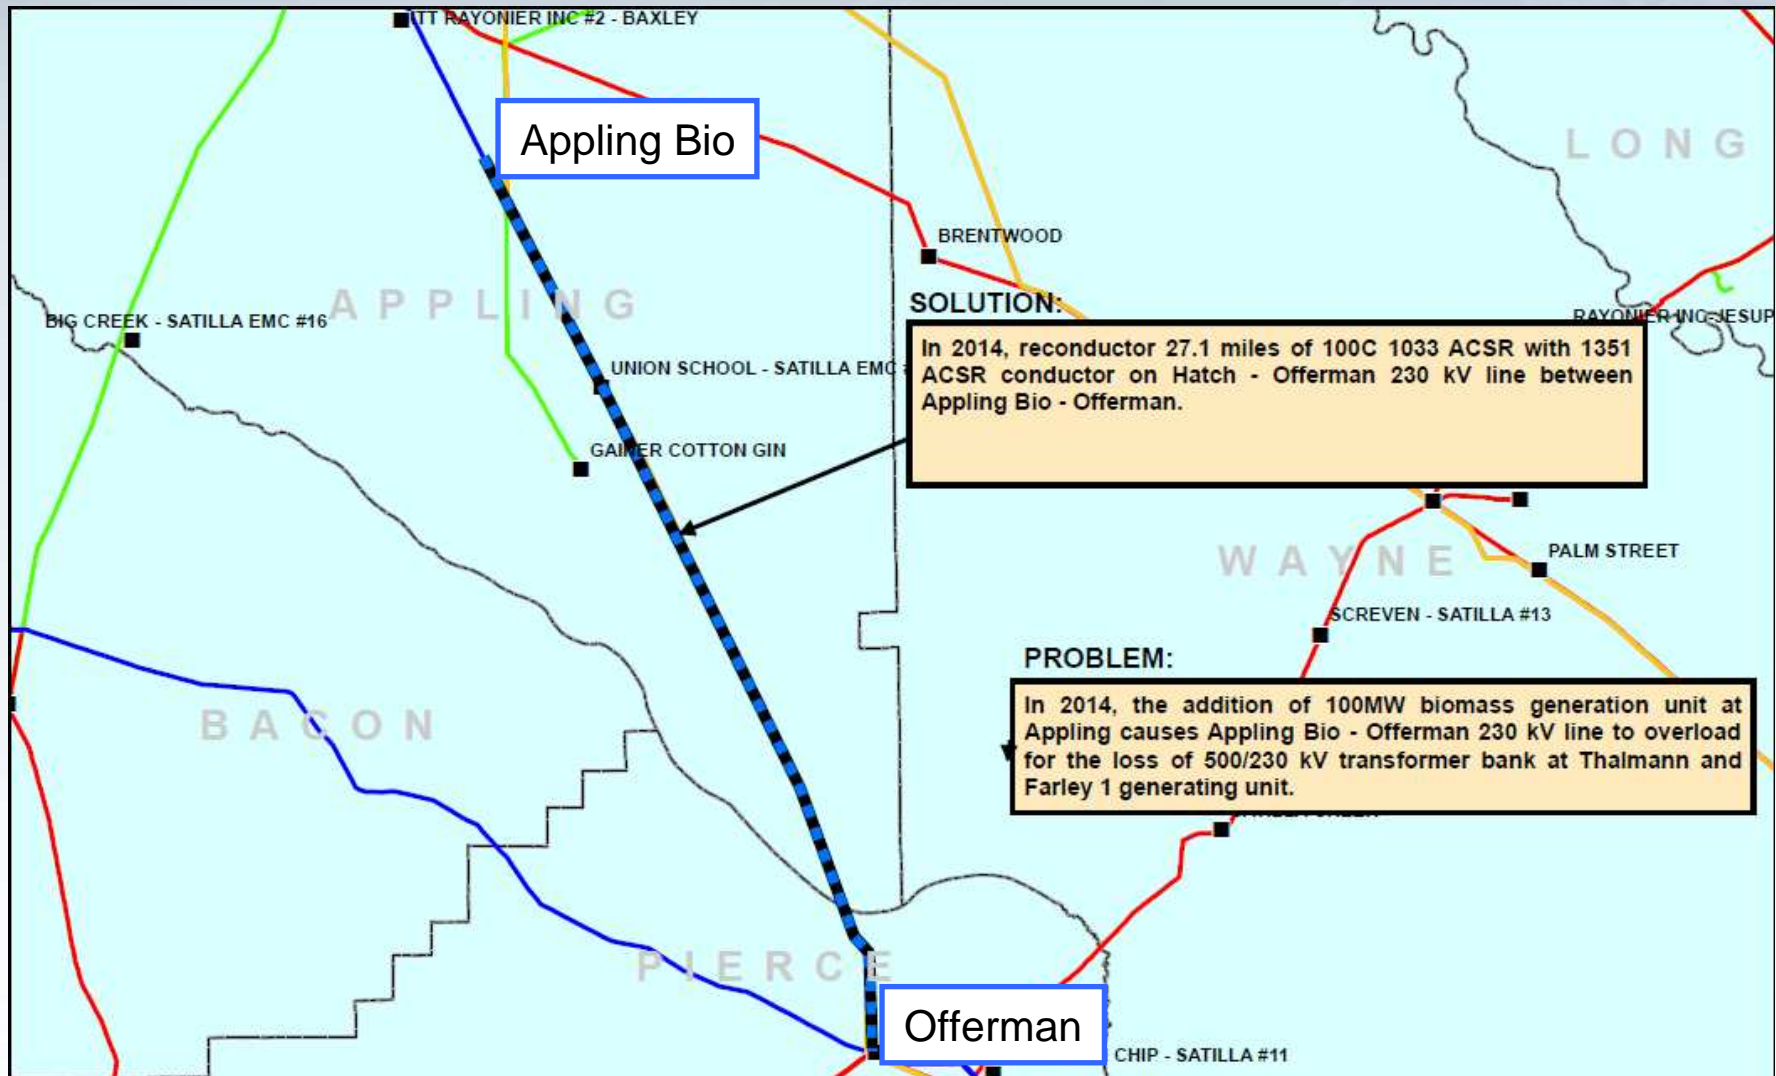 ITT RAYONIER INC #2 - BAXLEY
Appling Bio
LONG
BRENTWOOD
APPLING
SOLUTION:
BIG CREEK - SATILLA EMC #16
RAYONIER INC-JESUP
In 2014, reconductor 27.1 miles of 100C 1033 ACSR with 1351
ACSR conductor on Hatch - Offerman 230 kV line between
Appling Bio - Offerman.
UNION SCHOOL - SATILLA EMC
GAINER COTTON GIN
WAYNE
PALM STREET
SCREVEN - SATILLA #13
PROBLEM:
In 2014, the addition of 100MW biomass generation unit at
Appling causes Appling Bio - Offerman 230 kV line to overload
for the loss of 500/230 kV transformer bank at Thalmann and
Farley 1 generating unit.
BACON
PIERCE
Offerman
CHIP - SATILLA #11